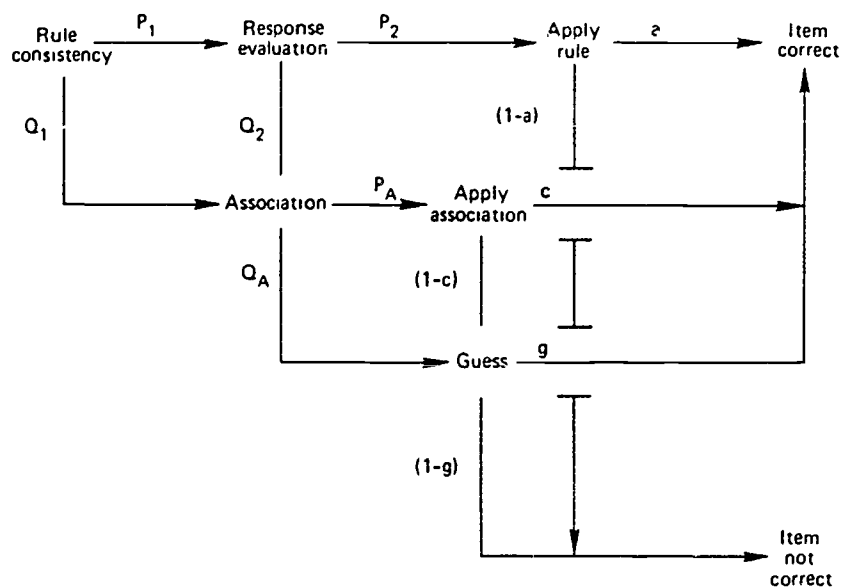 Rule
consistency
P1
Response
evaluation
P2
Apply
rule
a
Item
correct
Q1
Q2
(1-a)
Association
PA
Apply
association
c
QA
(1-c)
Guess
g
(1-g)
Item
not
correct